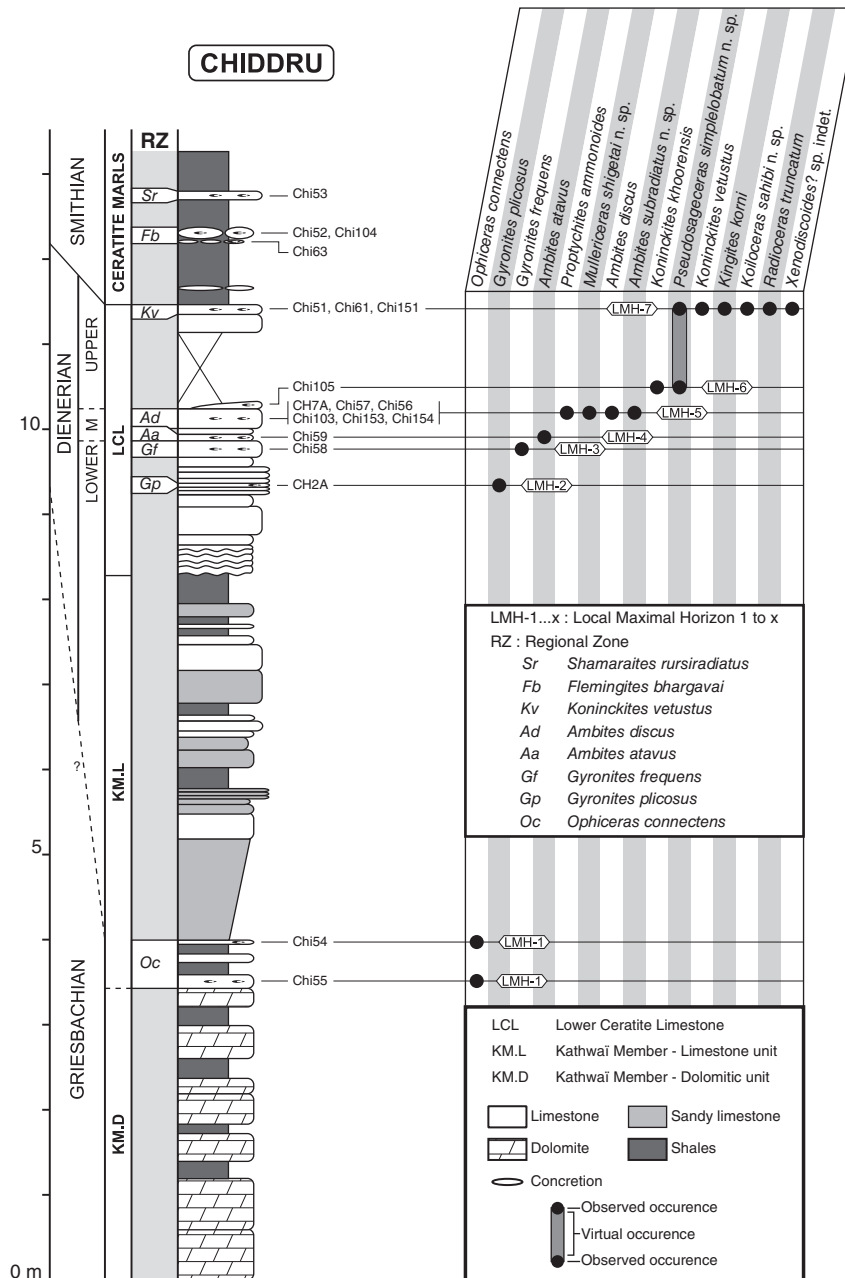 CHIDDRU
RZ
SMITHIAN
DIENERIAN
GRIESBACHIAN
UPPER
M
LOWER
?
CERATITE MARLS
LCL
KM.L
KM.D
10
5
0 m
Sr
Fb
Kv
Ad
Aa
Gf
Gp
Oc
Chi53
Chi52, Chi104
Chi63
Chi51, Chi61, Chi151
Chi105
CH7A, Chi57, Chi56
Chi103, Chi153, Chi154
Chi59
Chi58
CH2A
Chi54
Chi55
Ophiceras connectens
Gyronites plicosus
Gyronites frequens
Ambites atavus
Proptychites ammonoides
Mullericeras shigetai n. sp.
Ambites discus
Ambites subradiatus n. sp.
Koninckites khoorensis
Pseudosageceras simplelobatum n. sp.
Koninckites vetustus
Kingites korni
Koiloceras sahibi n. sp.
Radioceras truncatum
Xenodiscoides? sp. indet.
LMH-7
LMH-6
LMH-5
LMH-4
LMH-3
LMH-2
LMH-1
LMH-1
LMH-1...x : Local Maximal Horizon 1 to x
RZ : Regional Zone
Sr Shamaraites rursiradiatus
Fb Flemingites bhargavai
Kv Koninckites vetustus
Ad Ambites discus
Aa Ambites atavus
Gf Gyronites frequens
Gp Gyronites plicosus
Oc Ophiceras connectens
LCL Lower Ceratite Limestone
KM.L Kathwaï Member - Limestone unit
KM.D Kathwaï Member - Dolomitic unit
Limestone Sandy limestone
Dolomite Shales
Concretion
Observed occurence
Virtual occurence
Observed occurence